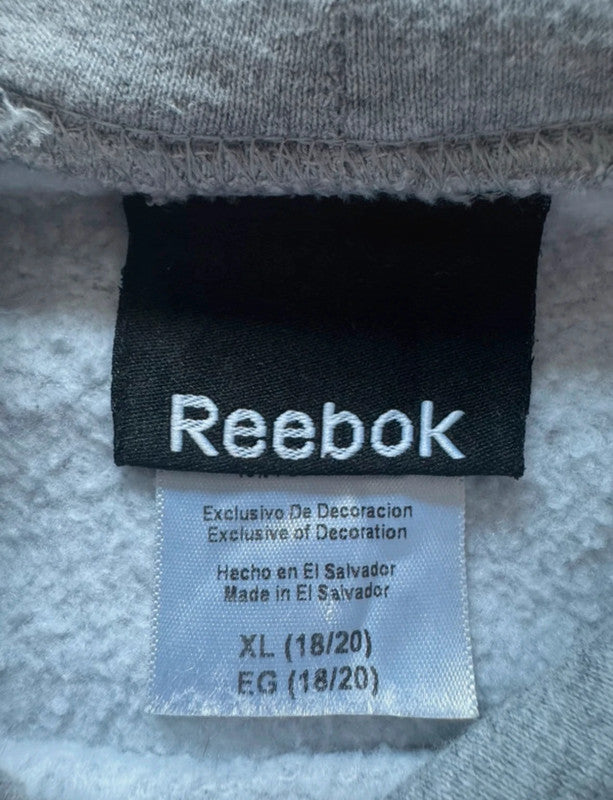 Reebok
Exclusivo De Decoracion
Exclusive of Decoration
Hecho en El Salvador
Made in El Salvador
XL (18/20)
EG (18/20)